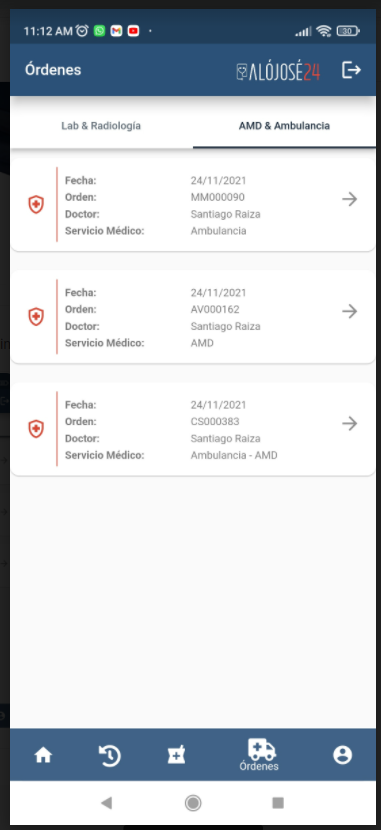 11:12 AM
30
Órdenes
ALÓJOSÉ24
Lab & Radiología
AMD & Ambulancia
Fecha: 24/11/2021
Orden: MM000090
Doctor: Santiago Raiza
Servicio Médico: Ambulancia
Fecha: 24/11/2021
Orden: AV000162
Doctor: Santiago Raiza
Servicio Médico: AMD
Fecha: 24/11/2021
Orden: CS000383
Doctor: Santiago Raiza
Servicio Médico: Ambulancia - AMD
Órdenes